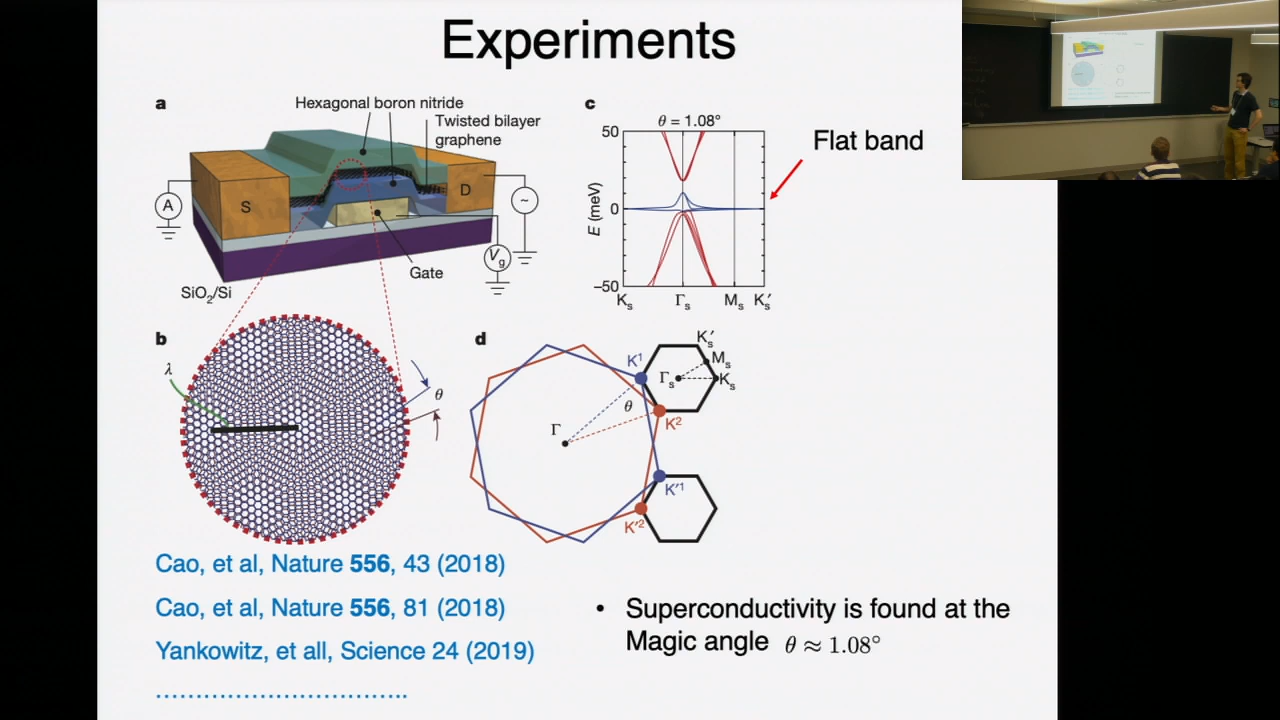 Experiments
a
Hexagonal boron nitride
Twisted bilayer
graphene
A
S
D
~
Vg
Gate
SiO2/Si
c
θ = 1.08°
50
0
−50
E (meV)
Ks
Γs
Ms
K's
Flat band
b
λ
θ
d
K1
K's
Ms
Γs
Ks
θ
K2
Γ
K'1
K'2
Cao, et al, Nature 556, 43 (2018)
Cao, et al, Nature 556, 81 (2018)
Yankowitz, et all, Science 24 (2019)
................................
• Superconductivity is found at the
Magic angle θ ≈ 1.08°